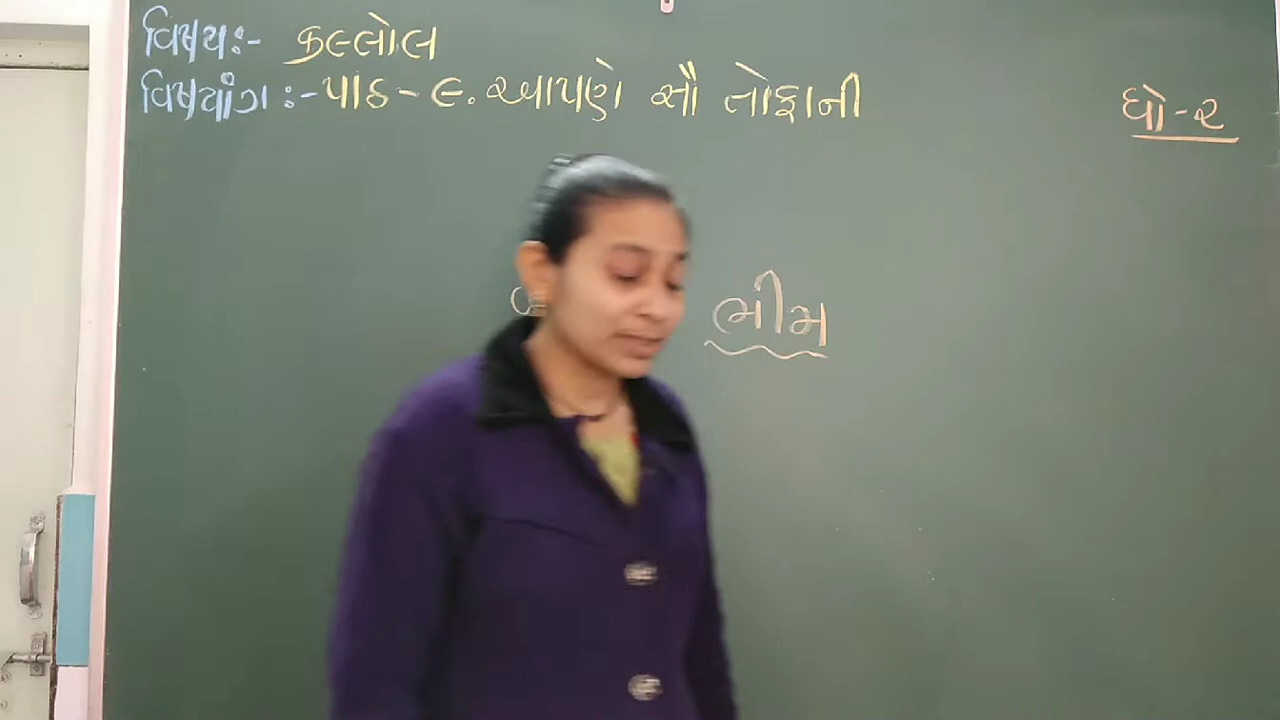 વિષય:- કલ્લોલ
વિષયાંગ :- પાઠ - ૯. આપણે સૌ તોફાની
ધો - ૨
ભીમ